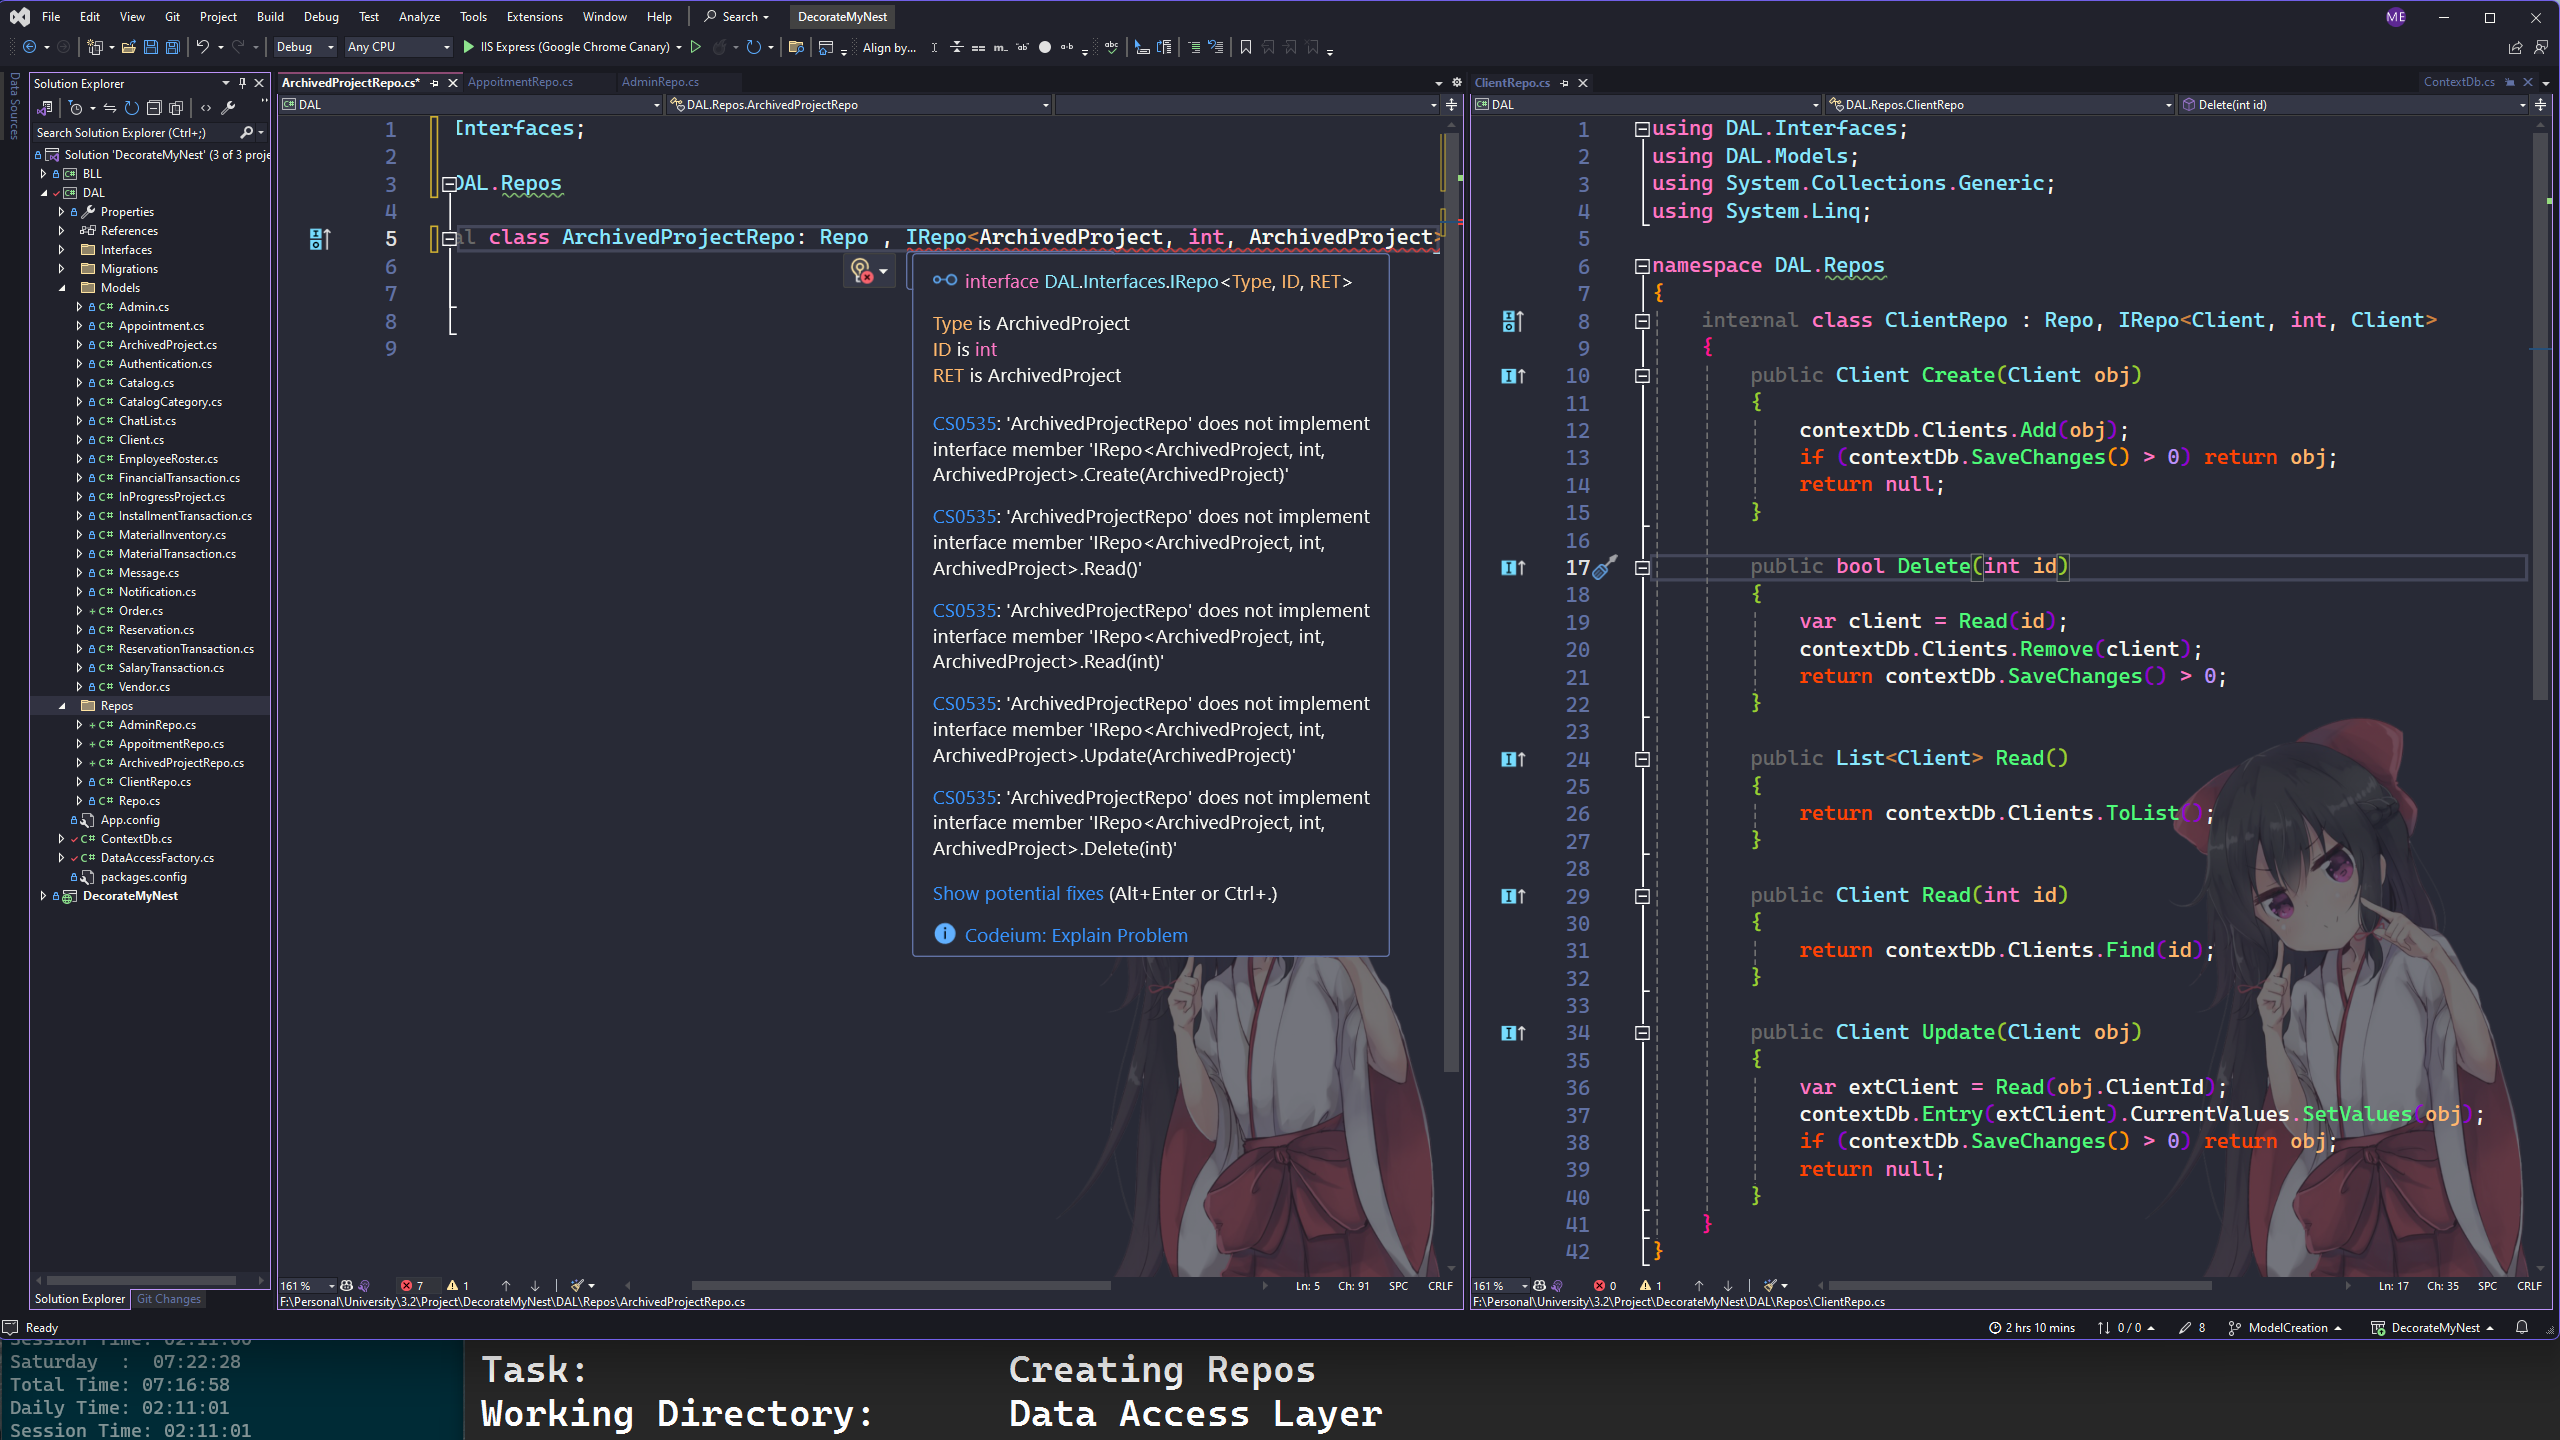 File Edit View Git Project Build Debug Test Analyze Tools Extensions Window Help Search DecorateMyNest ME
Debug Any CPU IIS Express (Google Chrome Canary) Align by...
Data Sources
Solution Explorer
Search Solution Explorer (Ctrl+;)
Solution 'DecorateMyNest' (3 of 3 proje
BLL
DAL
Properties
References
Interfaces
Migrations
Models
C# Admin.cs
C# Appointment.cs
C# ArchivedProject.cs
C# Authentication.cs
C# Catalog.cs
C# CatalogCategory.cs
C# ChatList.cs
C# Client.cs
C# EmployeeRoster.cs
C# FinancialTransaction.cs
C# InProgressProject.cs
C# InstallmentTransaction.cs
C# MaterialInventory.cs
C# MaterialTransaction.cs
C# Message.cs
C# Notification.cs
+ C# Order.cs
C# Reservation.cs
C# ReservationTransaction.cs
C# SalaryTransaction.cs
C# Vendor.cs
Repos
+ C# AdminRepo.cs
+ C# AppoitmentRepo.cs
+ C# ArchivedProjectRepo.cs
C# ClientRepo.cs
C# Repo.cs
App.config
C# ContextDb.cs
C# DataAccessFactory.cs
packages.config
DecorateMyNest
Solution Explorer Git Changes
ArchivedProjectRepo.cs* AppoitmentRepo.cs AdminRepo.cs
DAL DAL.Repos.ArchivedProjectRepo
1 Interfaces;
2
3 DAL.Repos
4
5 al class ArchivedProjectRepo: Repo , IRepo<ArchivedProject, int, ArchivedProject>
6
7
8
9
interface DAL.Interfaces.IRepo<Type, ID, RET>
Type is ArchivedProject
ID is int
RET is ArchivedProject
CS0535: 'ArchivedProjectRepo' does not implement
interface member 'IRepo<ArchivedProject, int,
ArchivedProject>.Create(ArchivedProject)'
CS0535: 'ArchivedProjectRepo' does not implement
interface member 'IRepo<ArchivedProject, int,
ArchivedProject>.Read()'
CS0535: 'ArchivedProjectRepo' does not implement
interface member 'IRepo<ArchivedProject, int,
ArchivedProject>.Read(int)'
CS0535: 'ArchivedProjectRepo' does not implement
interface member 'IRepo<ArchivedProject, int,
ArchivedProject>.Update(ArchivedProject)'
CS0535: 'ArchivedProjectRepo' does not implement
interface member 'IRepo<ArchivedProject, int,
ArchivedProject>.Delete(int)'
Show potential fixes (Alt+Enter or Ctrl+.)
Codeium: Explain Problem
161 % 7 1 Ln: 5 Ch: 91 SPC CRLF
F:\Personal\University\3.2\Project\DecorateMyNest\DAL\Repos\ArchivedProjectRepo.cs
ClientRepo.cs ContextDb.cs
DAL DAL.Repos.ClientRepo Delete(int id)
1 using DAL.Interfaces;
2 using DAL.Models;
3 using System.Collections.Generic;
4 using System.Linq;
5
6 namespace DAL.Repos
7 {
8 internal class ClientRepo : Repo, IRepo<Client, int, Client>
9 {
10 public Client Create(Client obj)
11 {
12 contextDb.Clients.Add(obj);
13 if (contextDb.SaveChanges() > 0) return obj;
14 return null;
15 }
16
17 public bool Delete(int id)
18 {
19 var client = Read(id);
20 contextDb.Clients.Remove(client);
21 return contextDb.SaveChanges() > 0;
22 }
23
24 public List<Client> Read()
25 {
26 return contextDb.Clients.ToList();
27 }
28
29 public Client Read(int id)
30 {
31 return contextDb.Clients.Find(id);
32 }
33
34 public Client Update(Client obj)
35 {
36 var extClient = Read(obj.ClientId);
37 contextDb.Entry(extClient).CurrentValues.SetValues(obj);
38 if (contextDb.SaveChanges() > 0) return obj;
39 return null;
40 }
41 }
42 }
161 % 0 1 Ln: 17 Ch: 35 SPC CRLF
F:\Personal\University\3.2\Project\DecorateMyNest\DAL\Repos\ClientRepo.cs
Ready 2 hrs 10 mins 0 / 0 8 ModelCreation DecorateMyNest
Session Time: 02:11:00
Saturday : 07:22:28
Total Time: 07:16:58
Daily Time: 02:11:01
Session Time: 02:11:01
Task: Creating Repos
Working Directory: Data Access Layer